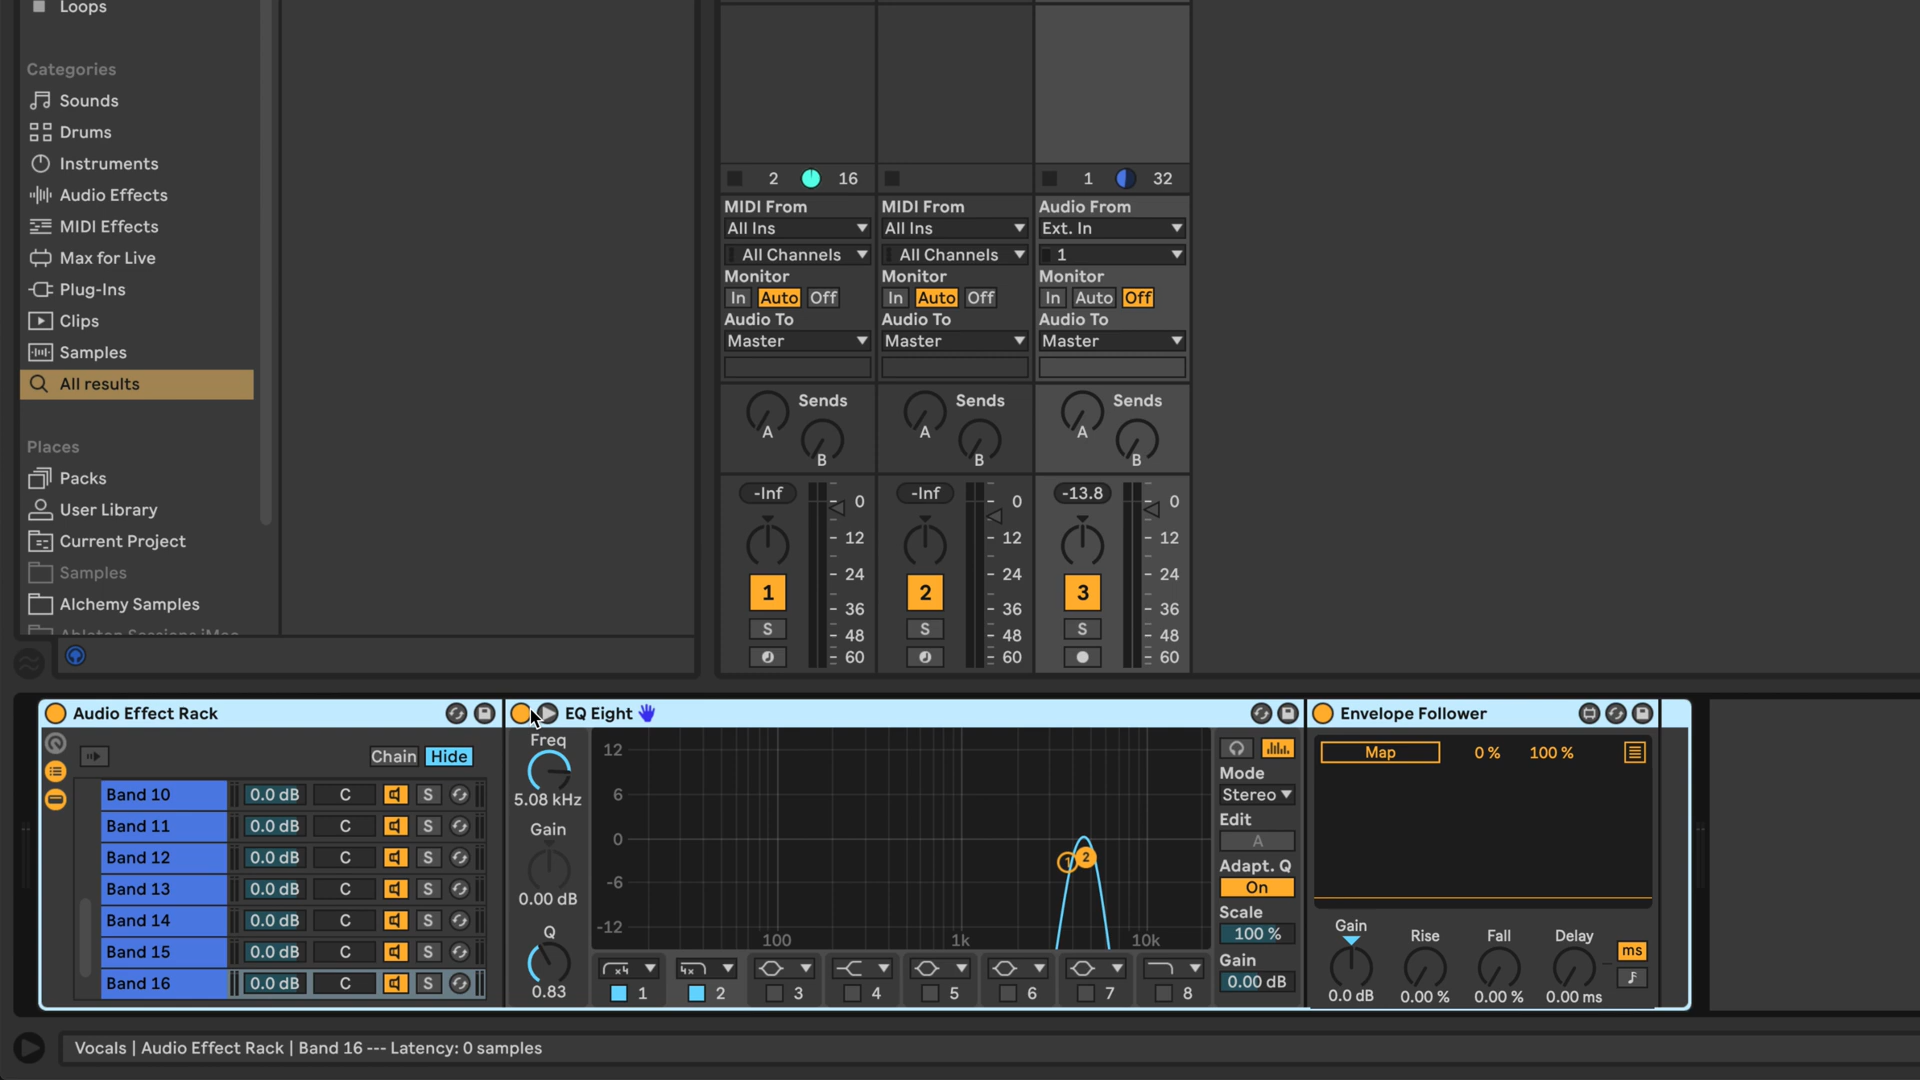 Loops
Categories
Sounds
Drums
Instruments
Audio Effects
MIDI Effects
Max for Live
Plug-Ins
Clips
Samples
All results
Places
Packs
User Library
Current Project
Samples
Alchemy Samples
Ableton Sessions iMac
2 16
1 32
MIDI From
MIDI From
Audio From
All Ins
All Ins
Ext. In
All Channels
All Channels
1
Monitor
Monitor
Monitor
In Auto Off
In Auto Off
In Auto Off
Audio To
Audio To
Audio To
Master
Master
Master
Sends
Sends
Sends
A
A
A
B
B
B
-Inf
-Inf
-13.8
0
0
0
12
12
12
24
24
24
1
2
3
36
36
36
S
S
S
48
48
48
60
60
60
Audio Effect Rack
Chain Hide
Band 10 0.0 dB C S
Band 11 0.0 dB C S
Band 12 0.0 dB C S
Band 13 0.0 dB C S
Band 14 0.0 dB C S
Band 15 0.0 dB C S
Band 16 0.0 dB C S
EQ Eight
Freq
5.08 kHz
Gain
0.00 dB
Q
0.83
12
6
0
-6
-12
100 1k 10k
1 2
x4
4x
1 2 3 4 5 6 7 8
Mode
Stereo
Edit
A
Adapt. Q
On
Scale
100 %
Gain
0.00 dB
Envelope Follower
Map 0 % 100 %
Gain Rise Fall Delay
ms
0.0 dB 0.00 % 0.00 % 0.00 ms
Vocals | Audio Effect Rack | Band 16 --- Latency: 0 samples